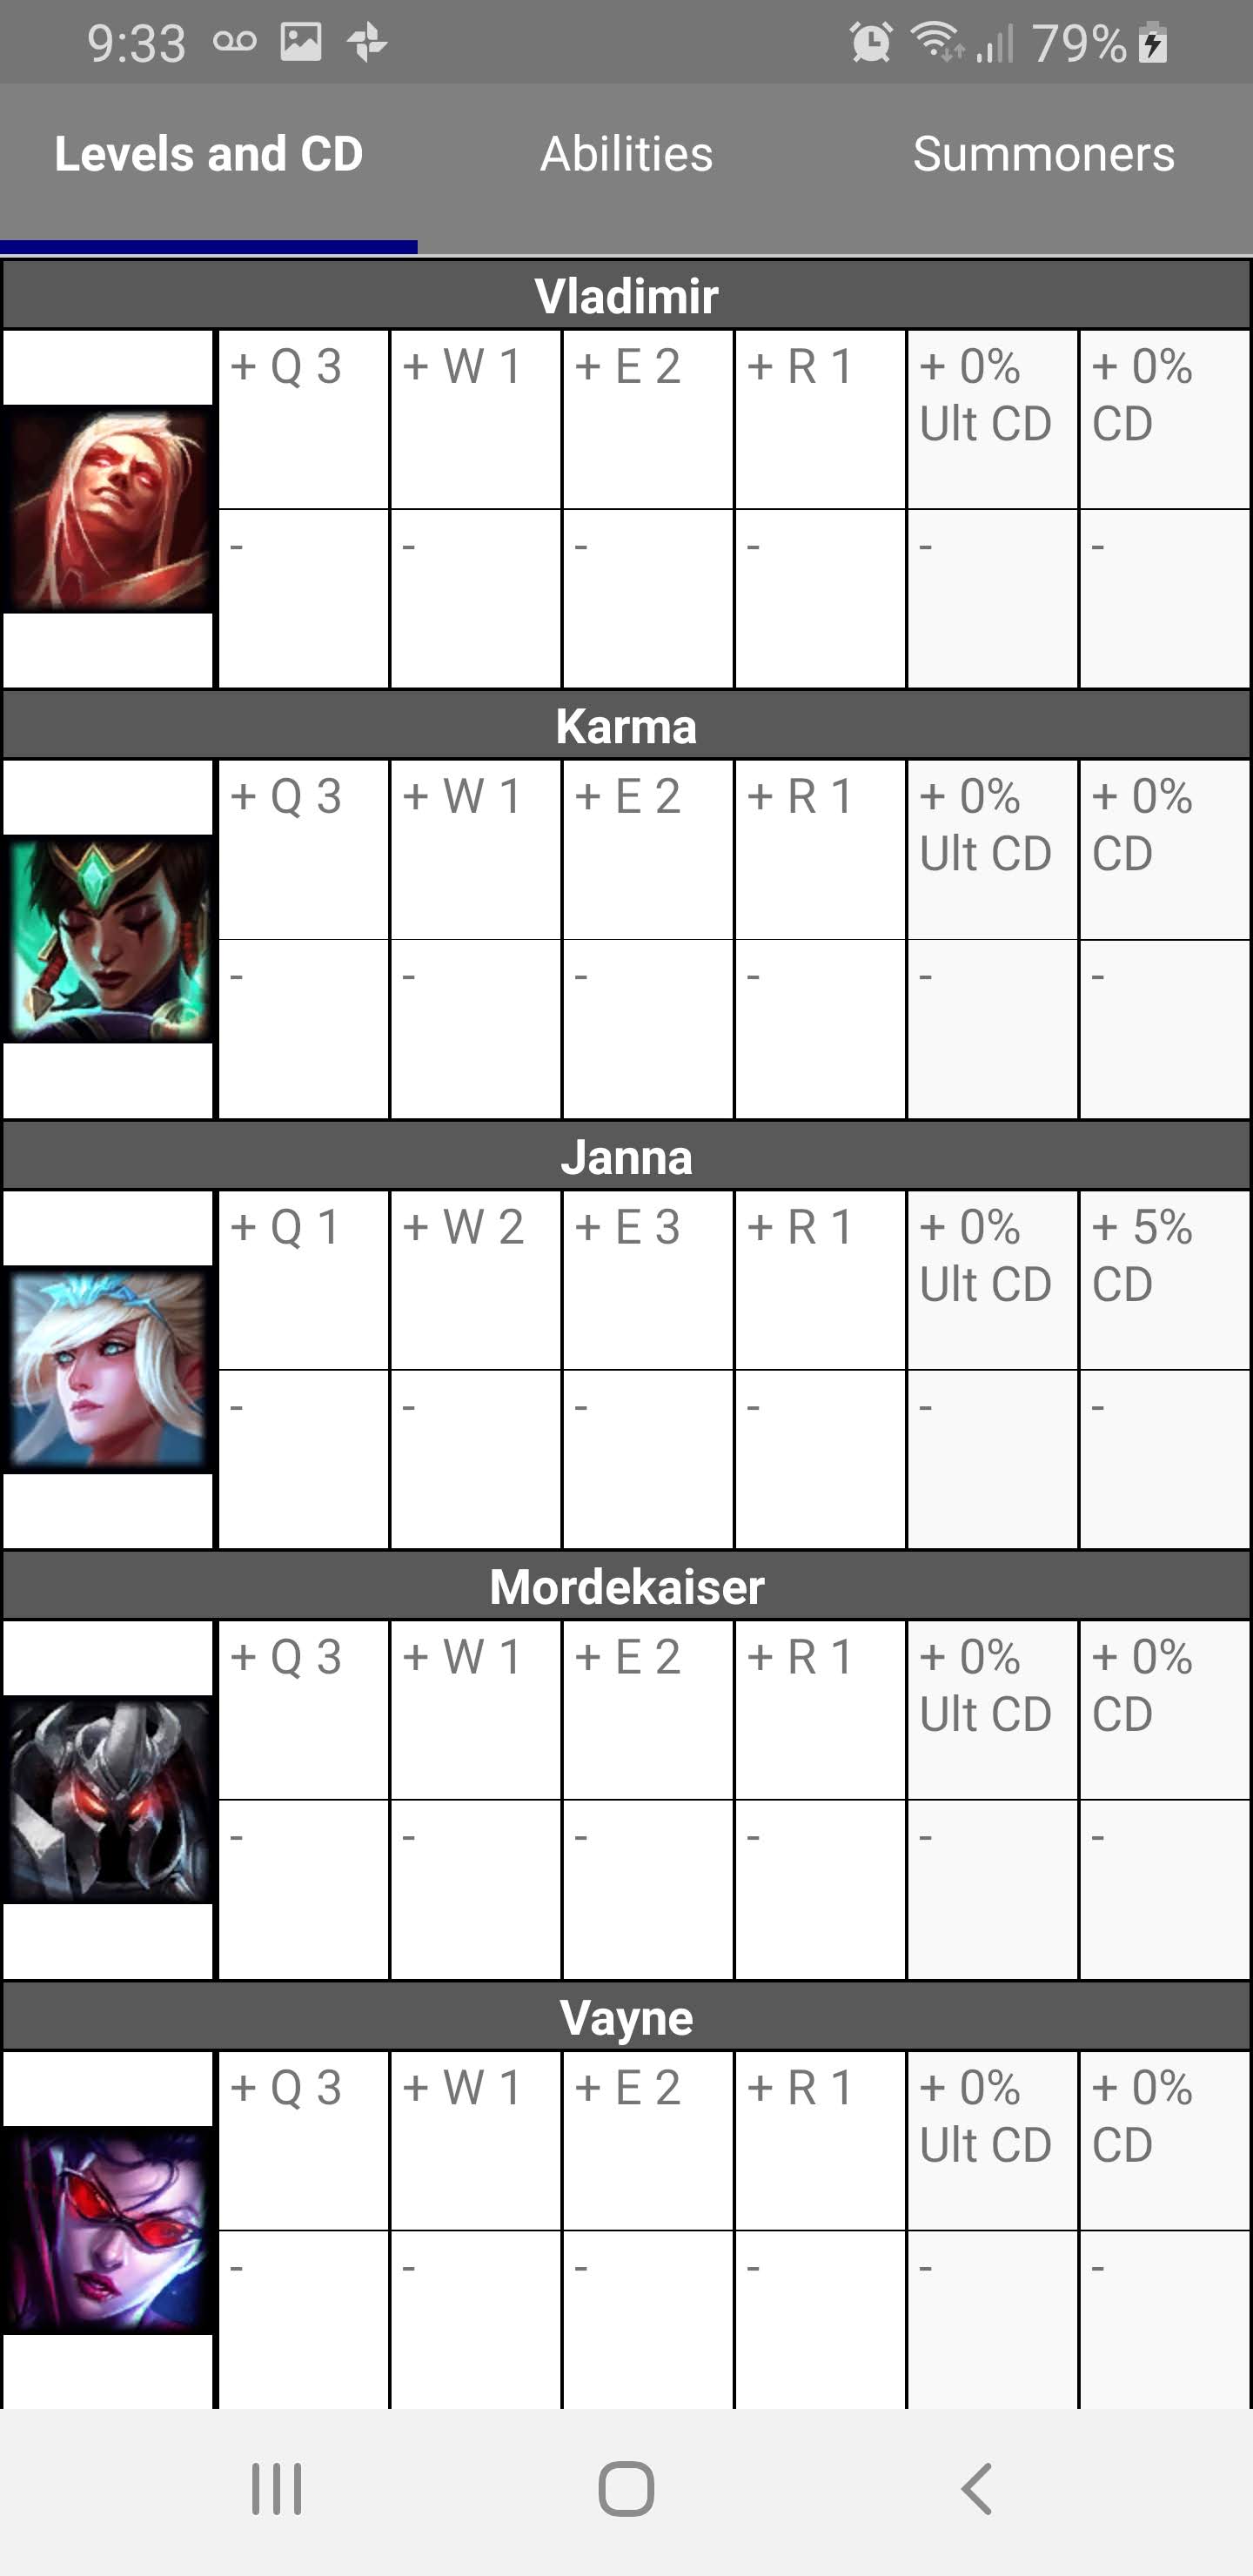 9:33 79%
Levels and CD Abilities Summoners
Vladimir
+ Q 3 + W 1 + E 2 + R 1 + 0% + 0%
Ult CD CD
- - - - - -
Karma
+ Q 3 + W 1 + E 2 + R 1 + 0% + 0%
Ult CD CD
- - - - - -
Janna
+ Q 1 + W 2 + E 3 + R 1 + 0% + 5%
Ult CD CD
- - - - - -
Mordekaiser
+ Q 3 + W 1 + E 2 + R 1 + 0% + 0%
Ult CD CD
- - - - - -
Vayne
+ Q 3 + W 1 + E 2 + R 1 + 0% + 0%
Ult CD CD
- - - - - -